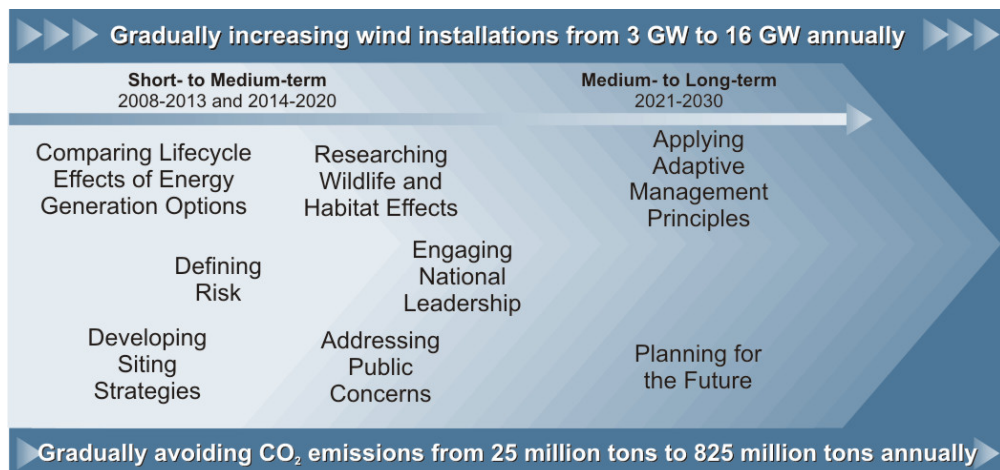 Gradually increasing wind installations from 3 GW to 16 GW annually
Short- to Medium-term
2008-2013 and 2014-2020
Medium- to Long-term
2021-2030
Comparing Lifecycle
Effects of Energy
Generation Options
Researching
Wildlife and
Habitat Effects
Applying
Adaptive
Management
Principles
Defining
Risk
Engaging
National
Leadership
Developing
Siting
Strategies
Addressing
Public
Concerns
Planning for
the Future
Gradually avoiding CO₂ emissions from 25 million tons to 825 million tons annually